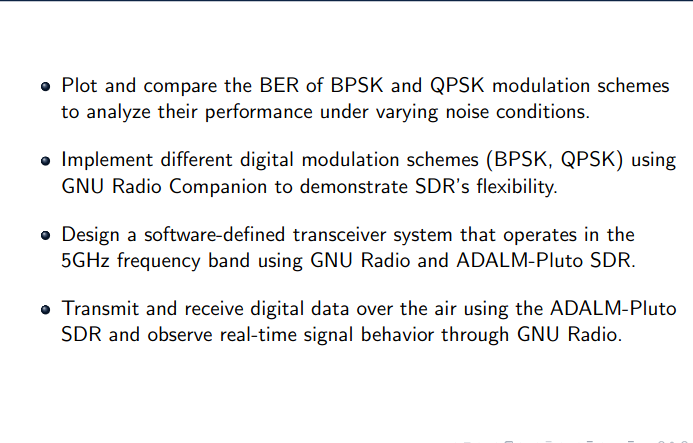 Plot and compare the BER of BPSK and QPSK modulation schemes
to analyze their performance under varying noise conditions.
Implement different digital modulation schemes (BPSK, QPSK) using
GNU Radio Companion to demonstrate SDR's flexibility.
Design a software-defined transceiver system that operates in the
5GHz frequency band using GNU Radio and ADALM-Pluto SDR.
Transmit and receive digital data over the air using the ADALM-Pluto
SDR and observe real-time signal behavior through GNU Radio.